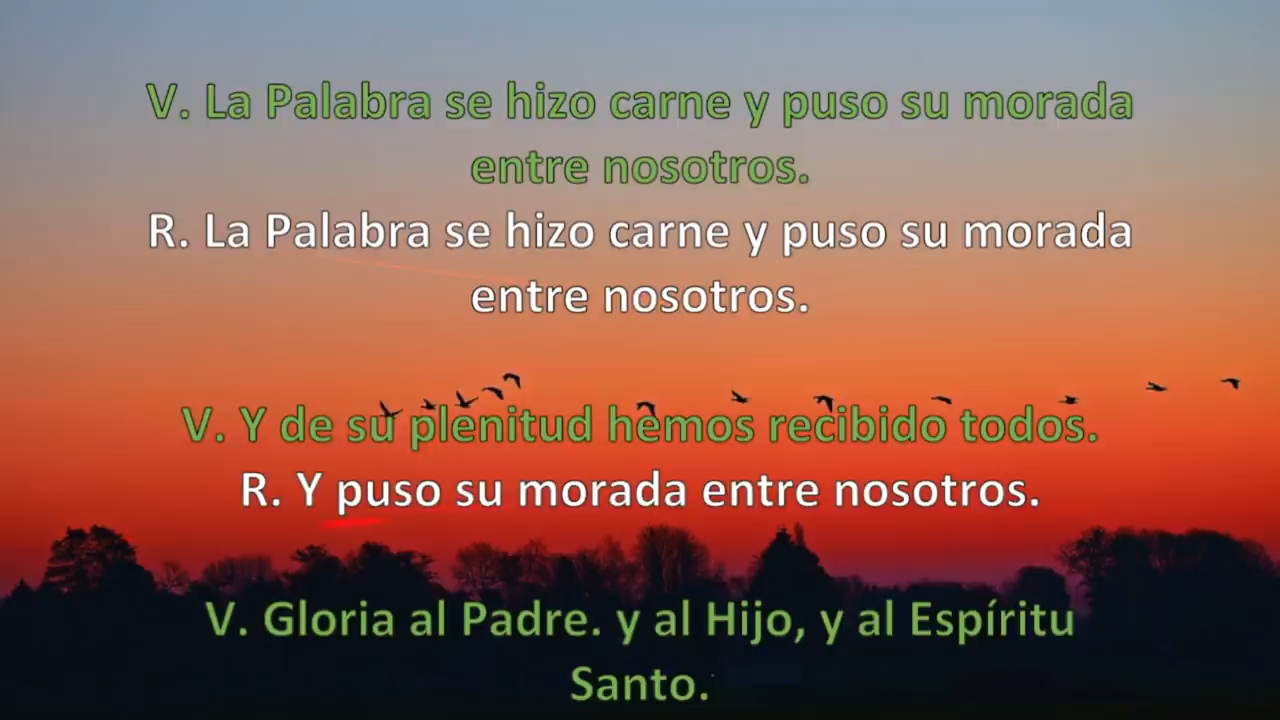 V. La Palabra se hizo carne y puso su morada
entre nosotros.
R. La Palabra se hizo carne y puso su morada
entre nosotros.
V. Y de su plenitud hemos recibido todos.
R. Y puso su morada entre nosotros.
V. Gloria al Padre. y al Hijo, y al Espíritu
Santo.